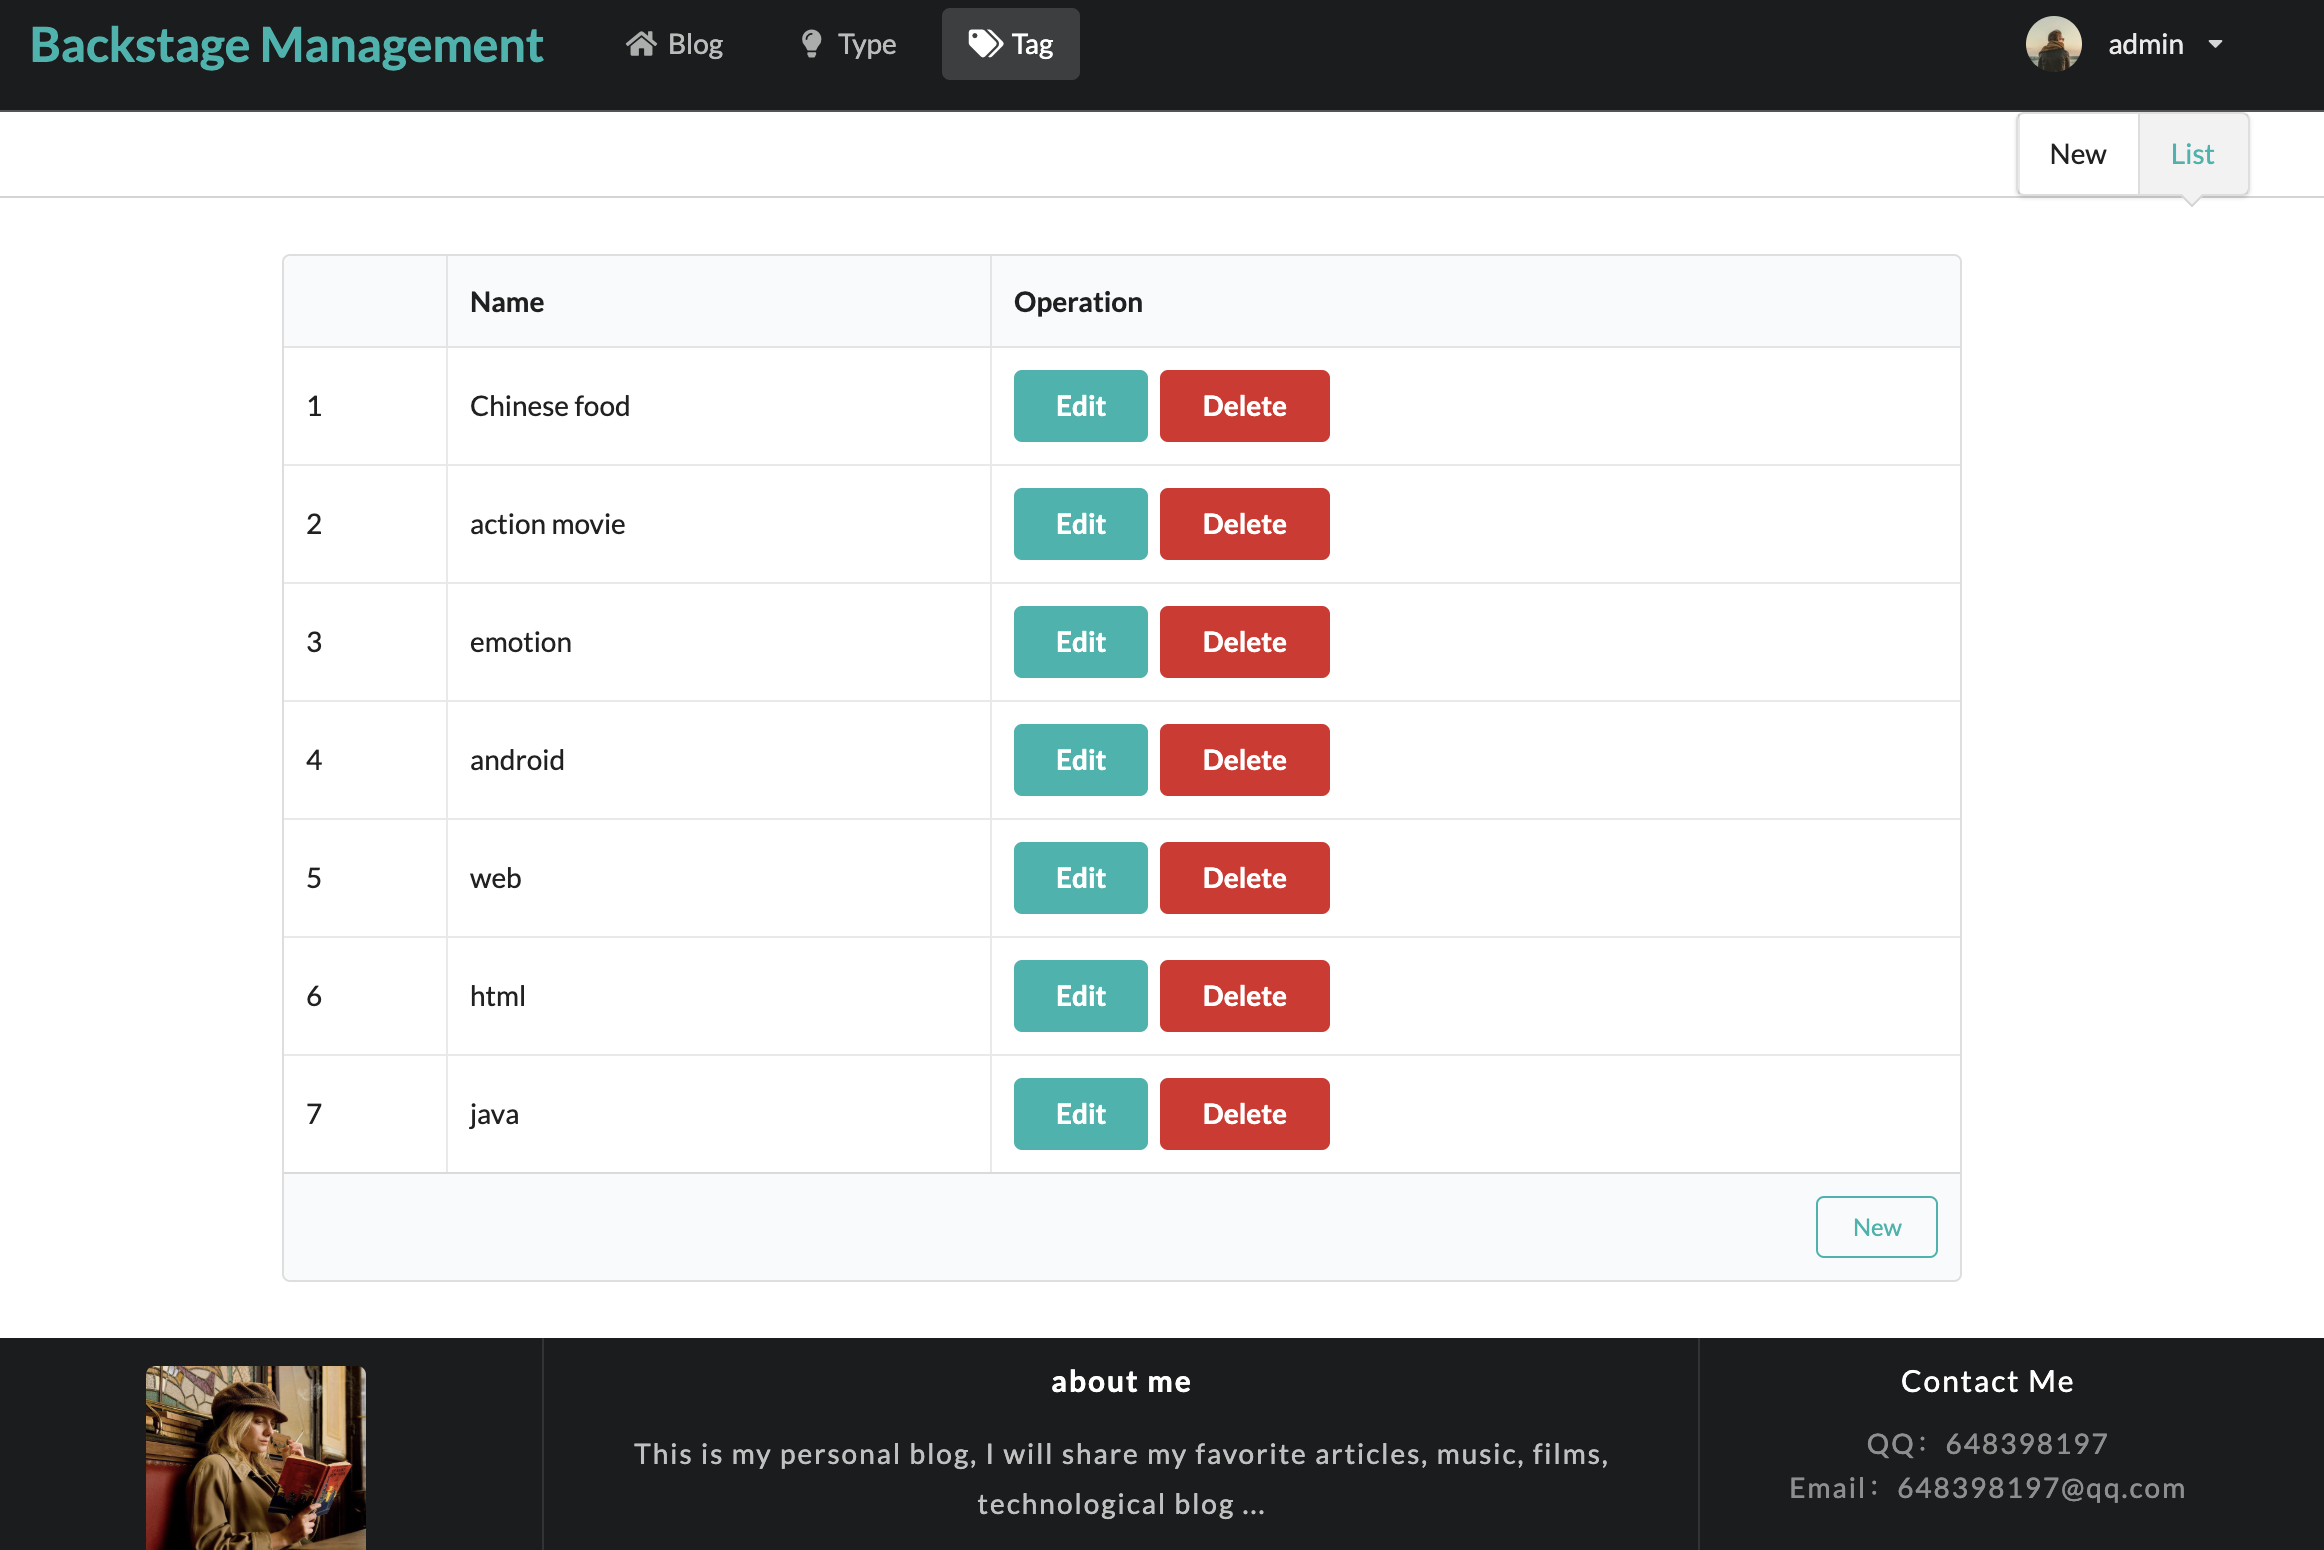 Backstage Management Blog Type Tag admin
New List
Name Operation
1 Chinese food Edit Delete
2 action movie Edit Delete
3 emotion Edit Delete
4 android Edit Delete
5 web Edit Delete
6 html Edit Delete
7 java Edit Delete
New
about me
This is my personal blog, I will share my favorite articles, music, films,
technological blog ...
Contact Me
QQ：648398197
Email：648398197@qq.com